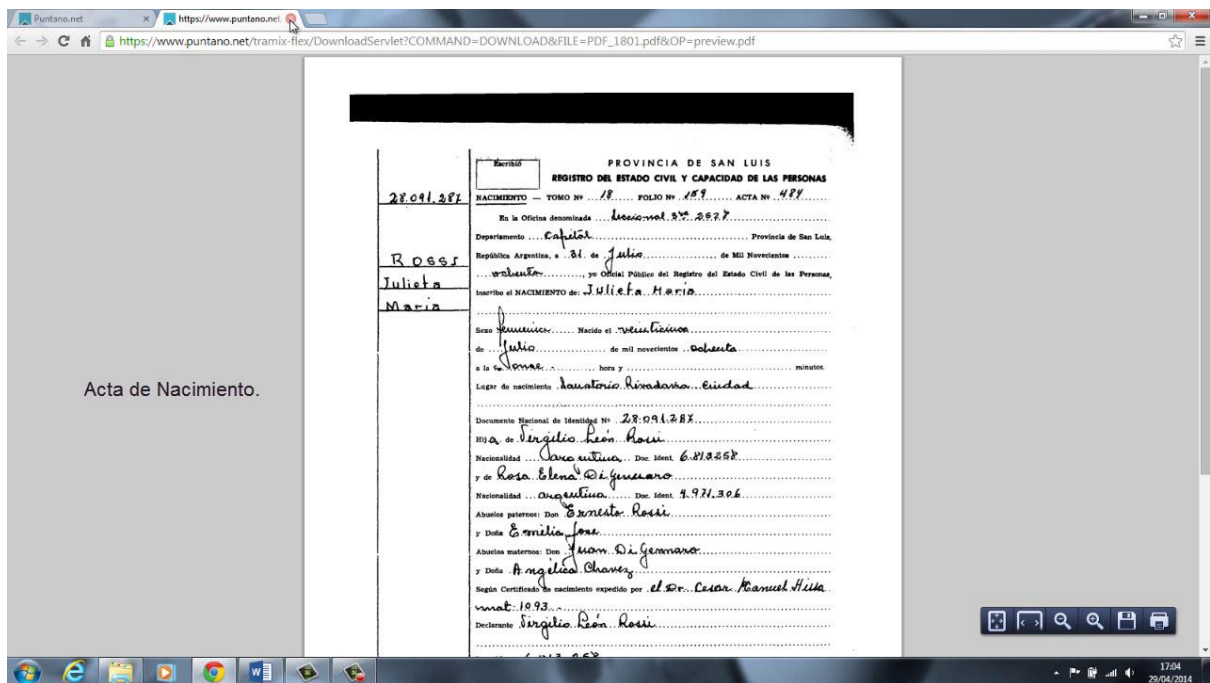 Puntano.net
https://www.puntano.net.
https://www.puntano.net/tramix-flex/DownloadServlet?COMMAND=DOWNLOAD&FILE=PDF_1801.pdf&OP=preview.pdf
Acta de Nacimiento.
28.091.287
ROSSI
Julieta
Maria
Escribió
PROVINCIA DE SAN LUIS
REGISTRO DEL ESTADO CIVIL Y CAPACIDAD DE LAS PERSONAS
NACIMIENTO — TOMO Nº 18 FOLIO Nº 159 ACTA Nº 484
En la Oficina denominada
Departamento Capital Provincia de San Luis,
República Argentina, a 31 de Julio de Mil Novecientos
ochenta, yo Oficial Público del Registro del Estado Civil de las Personas,
inscribo el NACIMIENTO de: Julieta Maria
Sexo femenino Nacido el veinticinco
de Julio de mil novecientos ochenta
a la s once hora y minutos.
Lugar de nacimiento Sanatorio Rivadavia Ciudad
Documento Nacional de Identidad Nº 28.091.287
Hija de Virgilio León Rossi
Nacionalidad argentina Doc. Ident. 6.813258
y de Rosa Elena Di Gennaro
Nacionalidad argentina Doc. Ident. 4.971.306
Abuelos paternos: Don Ernesto Rossi
y Doña Emilia Jose
Abuelos maternos: Don Juan Di Gennaro
y Doña Angélica Chavez
Según Certificado de nacimiento expedido por el Dr. Cesar Manuel Hissa
mat. 1093
Declarante Virgilio León Rossi
17:04
29/04/2014